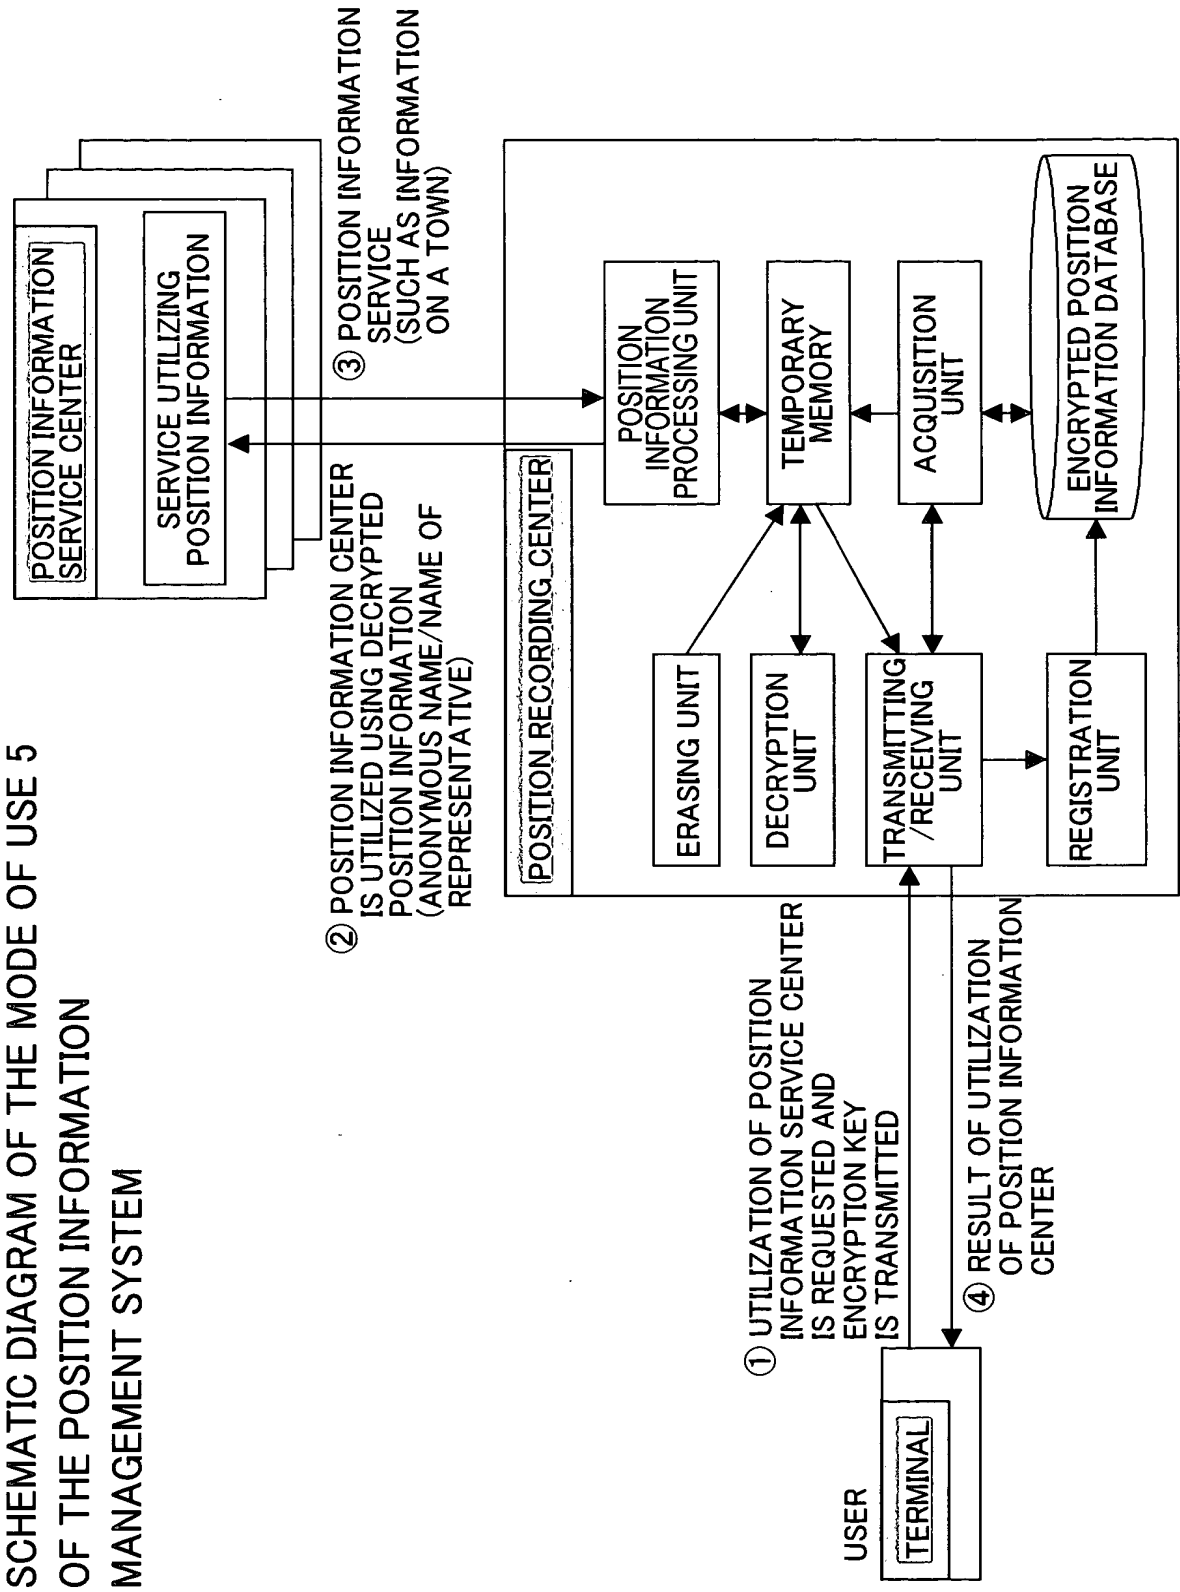 SCHEMATIC DIAGRAM OF THE MODE OF USE 5
OF THE POSITION INFORMATION
MANAGEMENT SYSTEM
POSITION INFORMATION
SERVICE CENTER
SERVICE UTILIZING
POSITION INFORMATION
② POSITION INFORMATION CENTER
IS UTILIZED USING DECRYPTED
POSITION INFORMATION
(ANONYMOUS NAME/NAME OF
REPRESENTATIVE)
③ POSITION INFORMATION
SERVICE
(SUCH AS INFORMATION
ON A TOWN)
POSITION RECORDING CENTER
POSITION
INFORMATION
PROCESSING UNIT
ERASING UNIT
TEMPORARY
MEMORY
DECRYPTION
UNIT
TRANSMITTING
/RECEIVING
UNIT
ACQUISITION
UNIT
REGISTRATION
UNIT
ENCRYPTED POSITION
INFORMATION DATABASE
① UTILIZATION OF POSITION
INFORMATION SERVICE CENTER
IS REQUESTED AND
ENCRYPTION KEY
IS TRANSMITTED
④ RESULT OF UTILIZATION
OF POSITION INFORMATION
CENTER
USER
TERMINAL